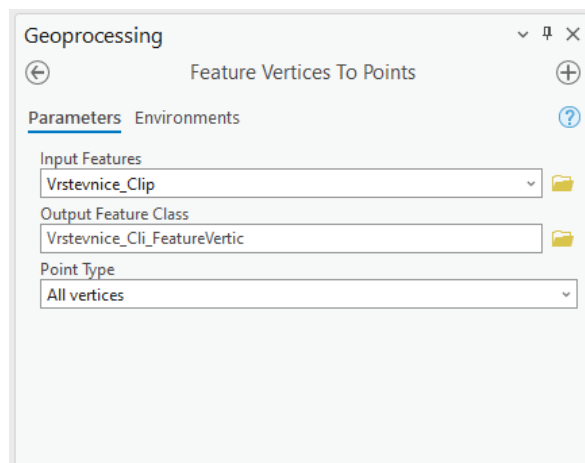 Geoprocessing
Feature Vertices To Points
Parameters Environments
Input Features
Vrstevnice_Clip
Output Feature Class
Vrstevnice_Cli_FeatureVertic
Point Type
All vertices